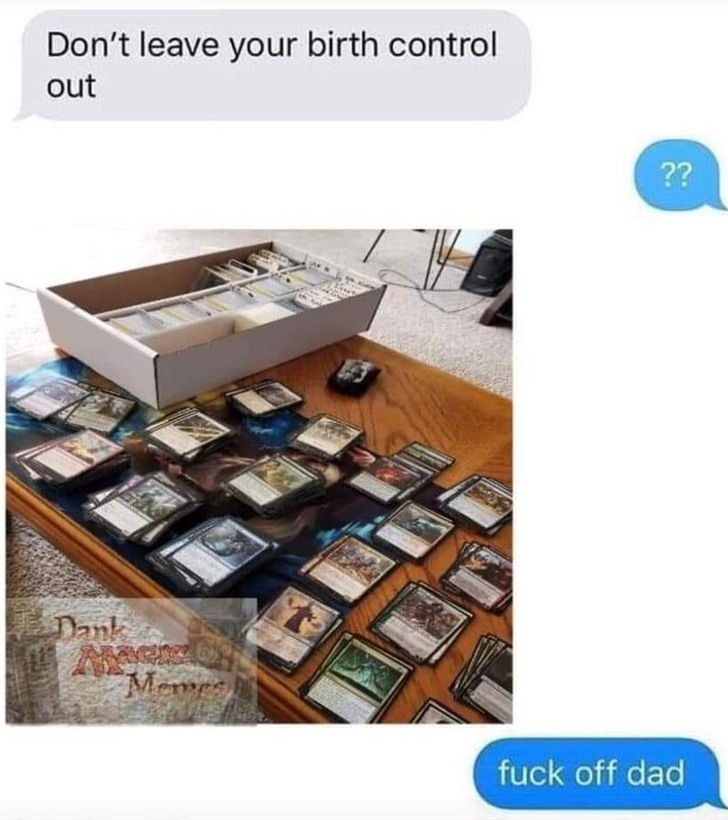 Don't leave your birth control
out
??
Dank
Magic
Memes
fuck off dad